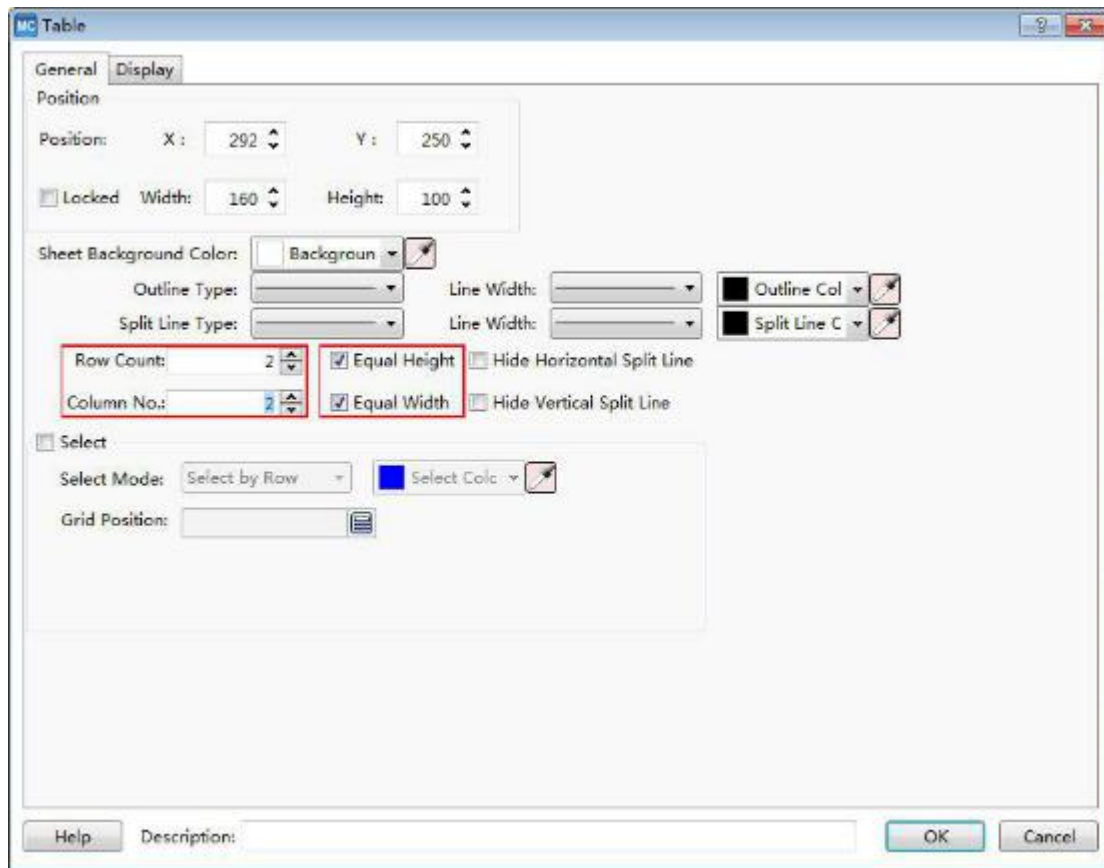 MC Table
General Display
Position
Position: X : 292 Y : 250
Locked Width: 160 Height: 100
Sheet Background Color: Backgroun
Outline Type: Line Width: Outline Col
Split Line Type: Line Width: Split Line C
Row Count: 2 Equal Height Hide Horizontal Split Line
Column No.: 2 Equal Width Hide Vertical Split Line
Select
Select Mode: Select by Row Select Colc
Grid Position:
Help Description: OK Cancel